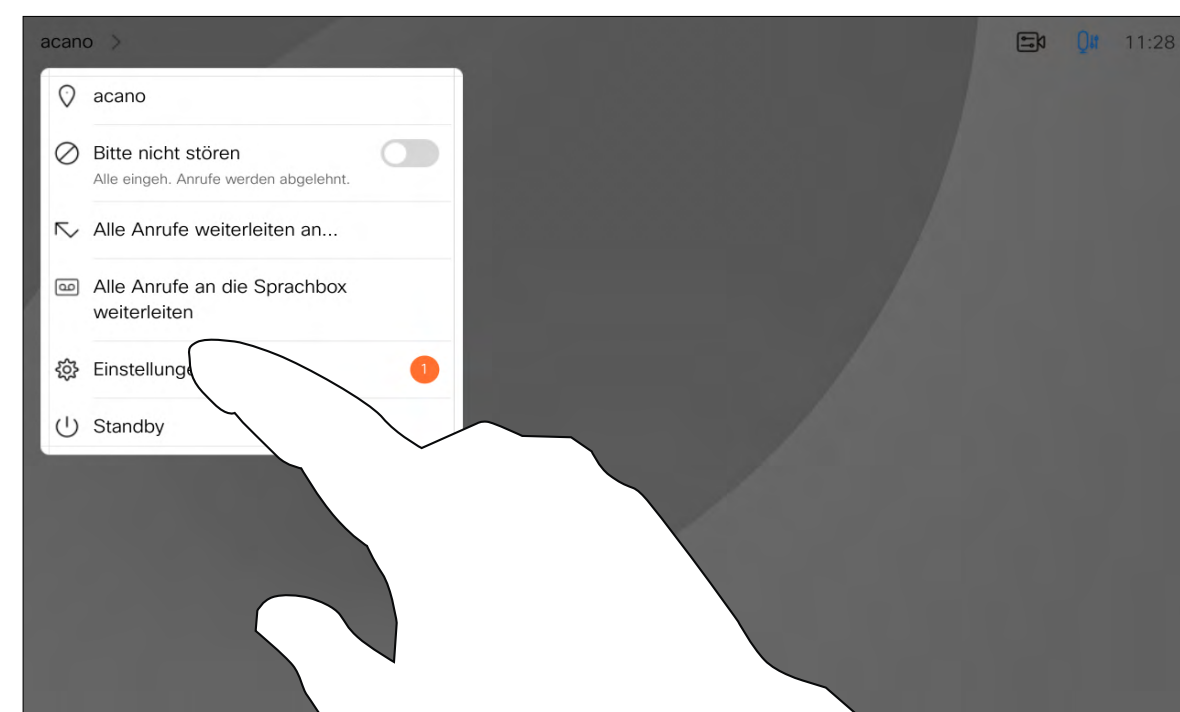 acano
11:28
acano
Bitte nicht stören
Alle eingeh. Anrufe werden abgelehnt.
Alle Anrufe weiterleiten an...
Alle Anrufe an die Sprachbox
weiterleiten
1
Standby